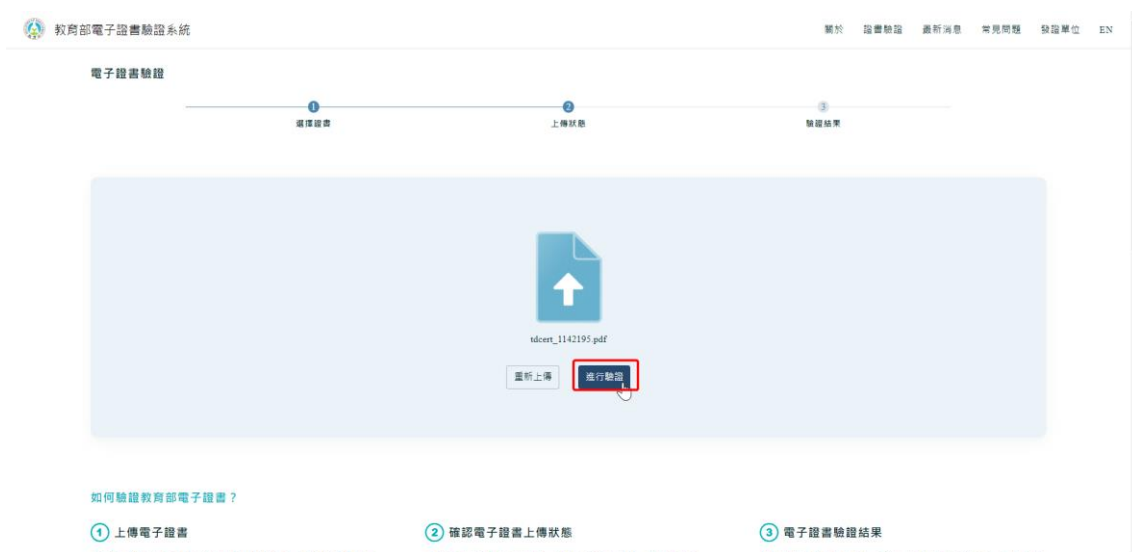 教育部電子證書驗證系統
關於 證書驗證 最新消息 常見問題 發證單位 EN
電子證書驗證
1 2 3
選擇證書 上傳狀態 驗證結果
tdcert_1142195.pdf
重新上傳 進行驗證
如何驗證教育部電子證書？
1 上傳電子證書 2 確認電子證書上傳狀態 3 電子證書驗證結果